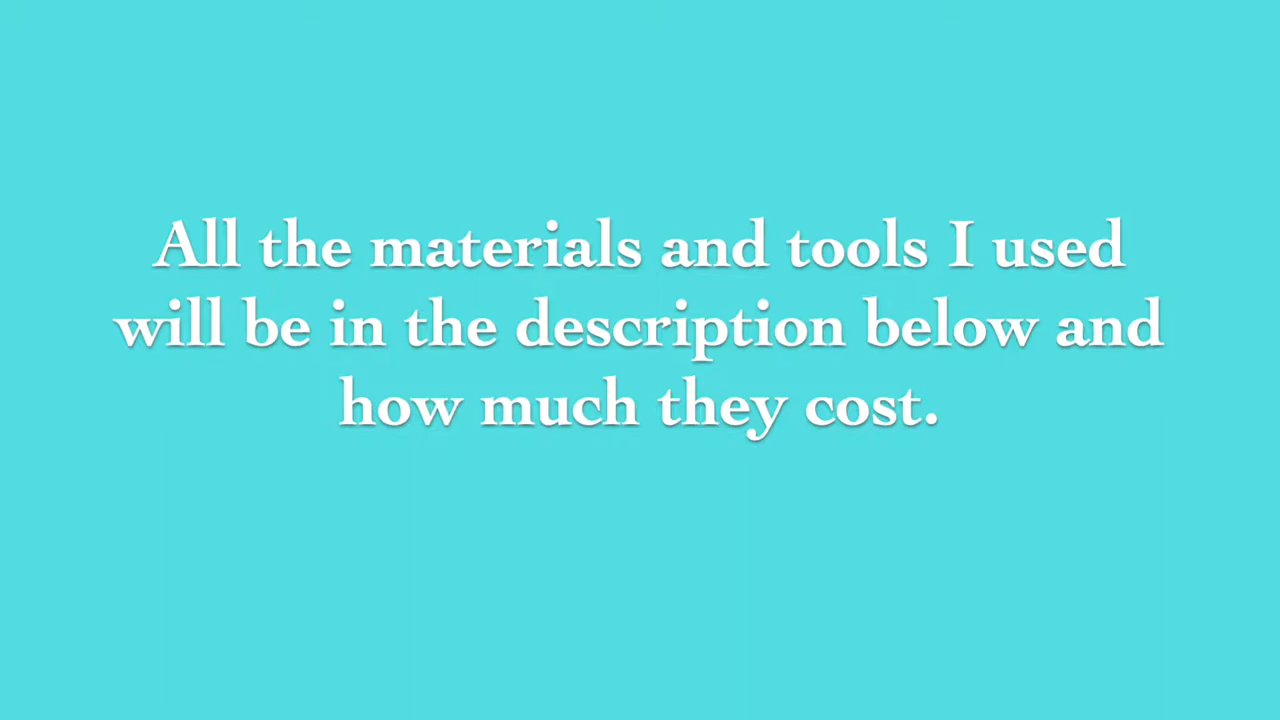 All the materials and tools I used
will be in the description below and
how much they cost.